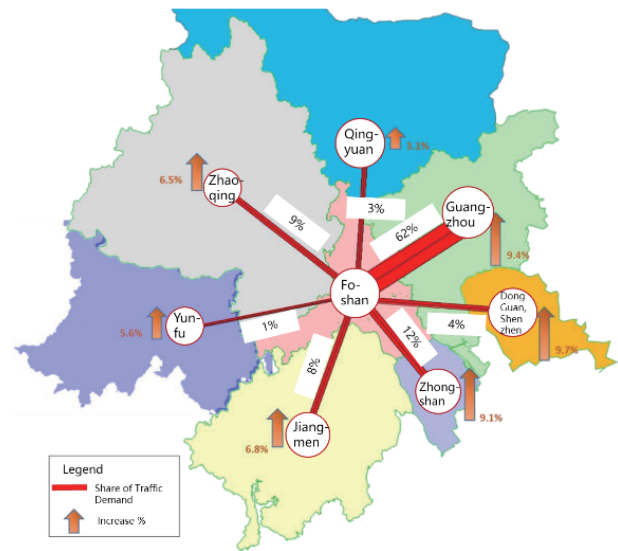 Qing-
yuan
3.1%
6.5%
Zhao-
qing
9%
3%
62%
Guang-
zhou
9.4%
Fo-
shan
Yun-
fu
5.6%
1%
12%
4%
Dong
Guan,
Shen
zhen
9.7%
8%
Zhong-
shan
9.1%
Jiang-
men
6.8%
Legend
Share of Traffic
Demand
Increase %